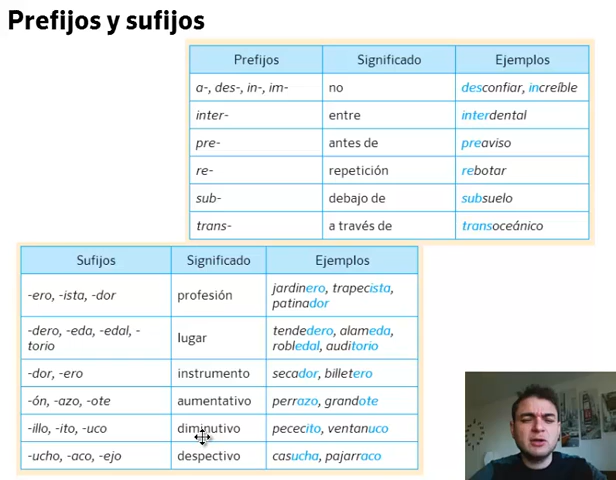 Prefijos y sufijos
Prefijos Significado Ejemplos
a-, des-, in-, im- no desconfiar, increíble
inter- entre interdental
pre- antes de preaviso
re- repetición rebotar
sub- debajo de subsuelo
trans- a través de transoceánico
Sufijos Significado Ejemplos
-ero, -ista, -dor profesión jardinero, trapecista,
patinador
-dero, -eda, -edal, -
torio lugar tendedero, alameda,
robledal, auditorio
-dor, -ero instrumento secador, billetero
-ón, -azo, -ote aumentativo perrazo, grandote
-illo, -ito, -uco diminutivo pececito, ventanuco
-ucho, -aco, -ejo despectivo casucha, pajarraco